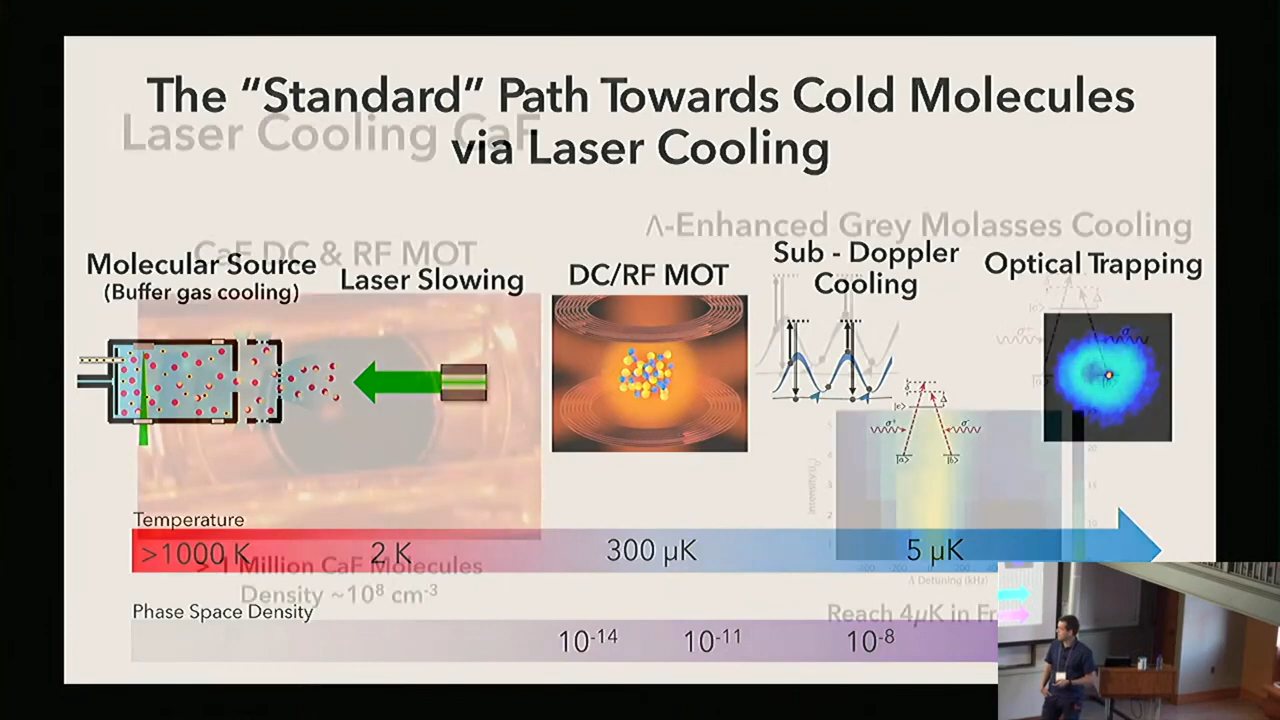 The “Standard” Path Towards Cold Molecules
via Laser Cooling
Laser Cooling CaF
Λ-Enhanced Grey Molasses Cooling
CaF DC & RF MOT
Molecular Source
(Buffer gas cooling)
Laser Slowing
DC/RF MOT
Sub - Doppler
Cooling
Optical Trapping
Temperature
>1000 K
2 K
300 µK
5 µK
Million CaF Molecules
Density ~10⁸ cm⁻³
Λ Detuning (kHz)
Reach 4µK in
Phase Space Density
10⁻¹⁴
10⁻¹¹
10⁻⁸